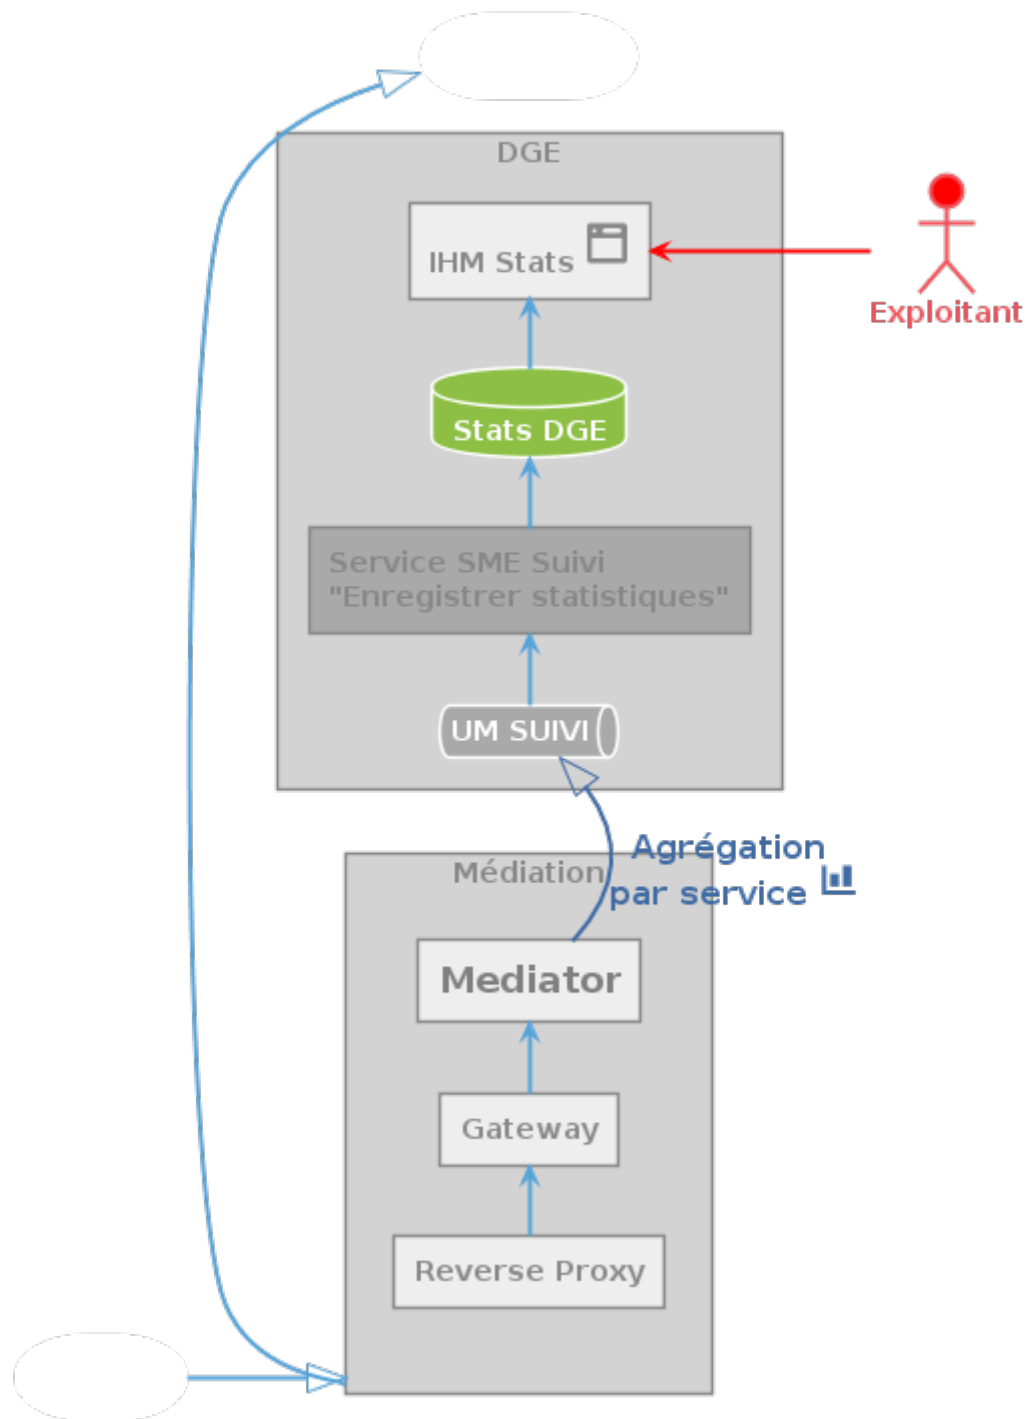 DGE
IHM Stats
Exploitant
Stats DGE
Service SME Suivi
"Enregistrer statistiques"
UM SUIVI
Agrégation
par service
Médiation
Mediator
Gateway
Reverse Proxy